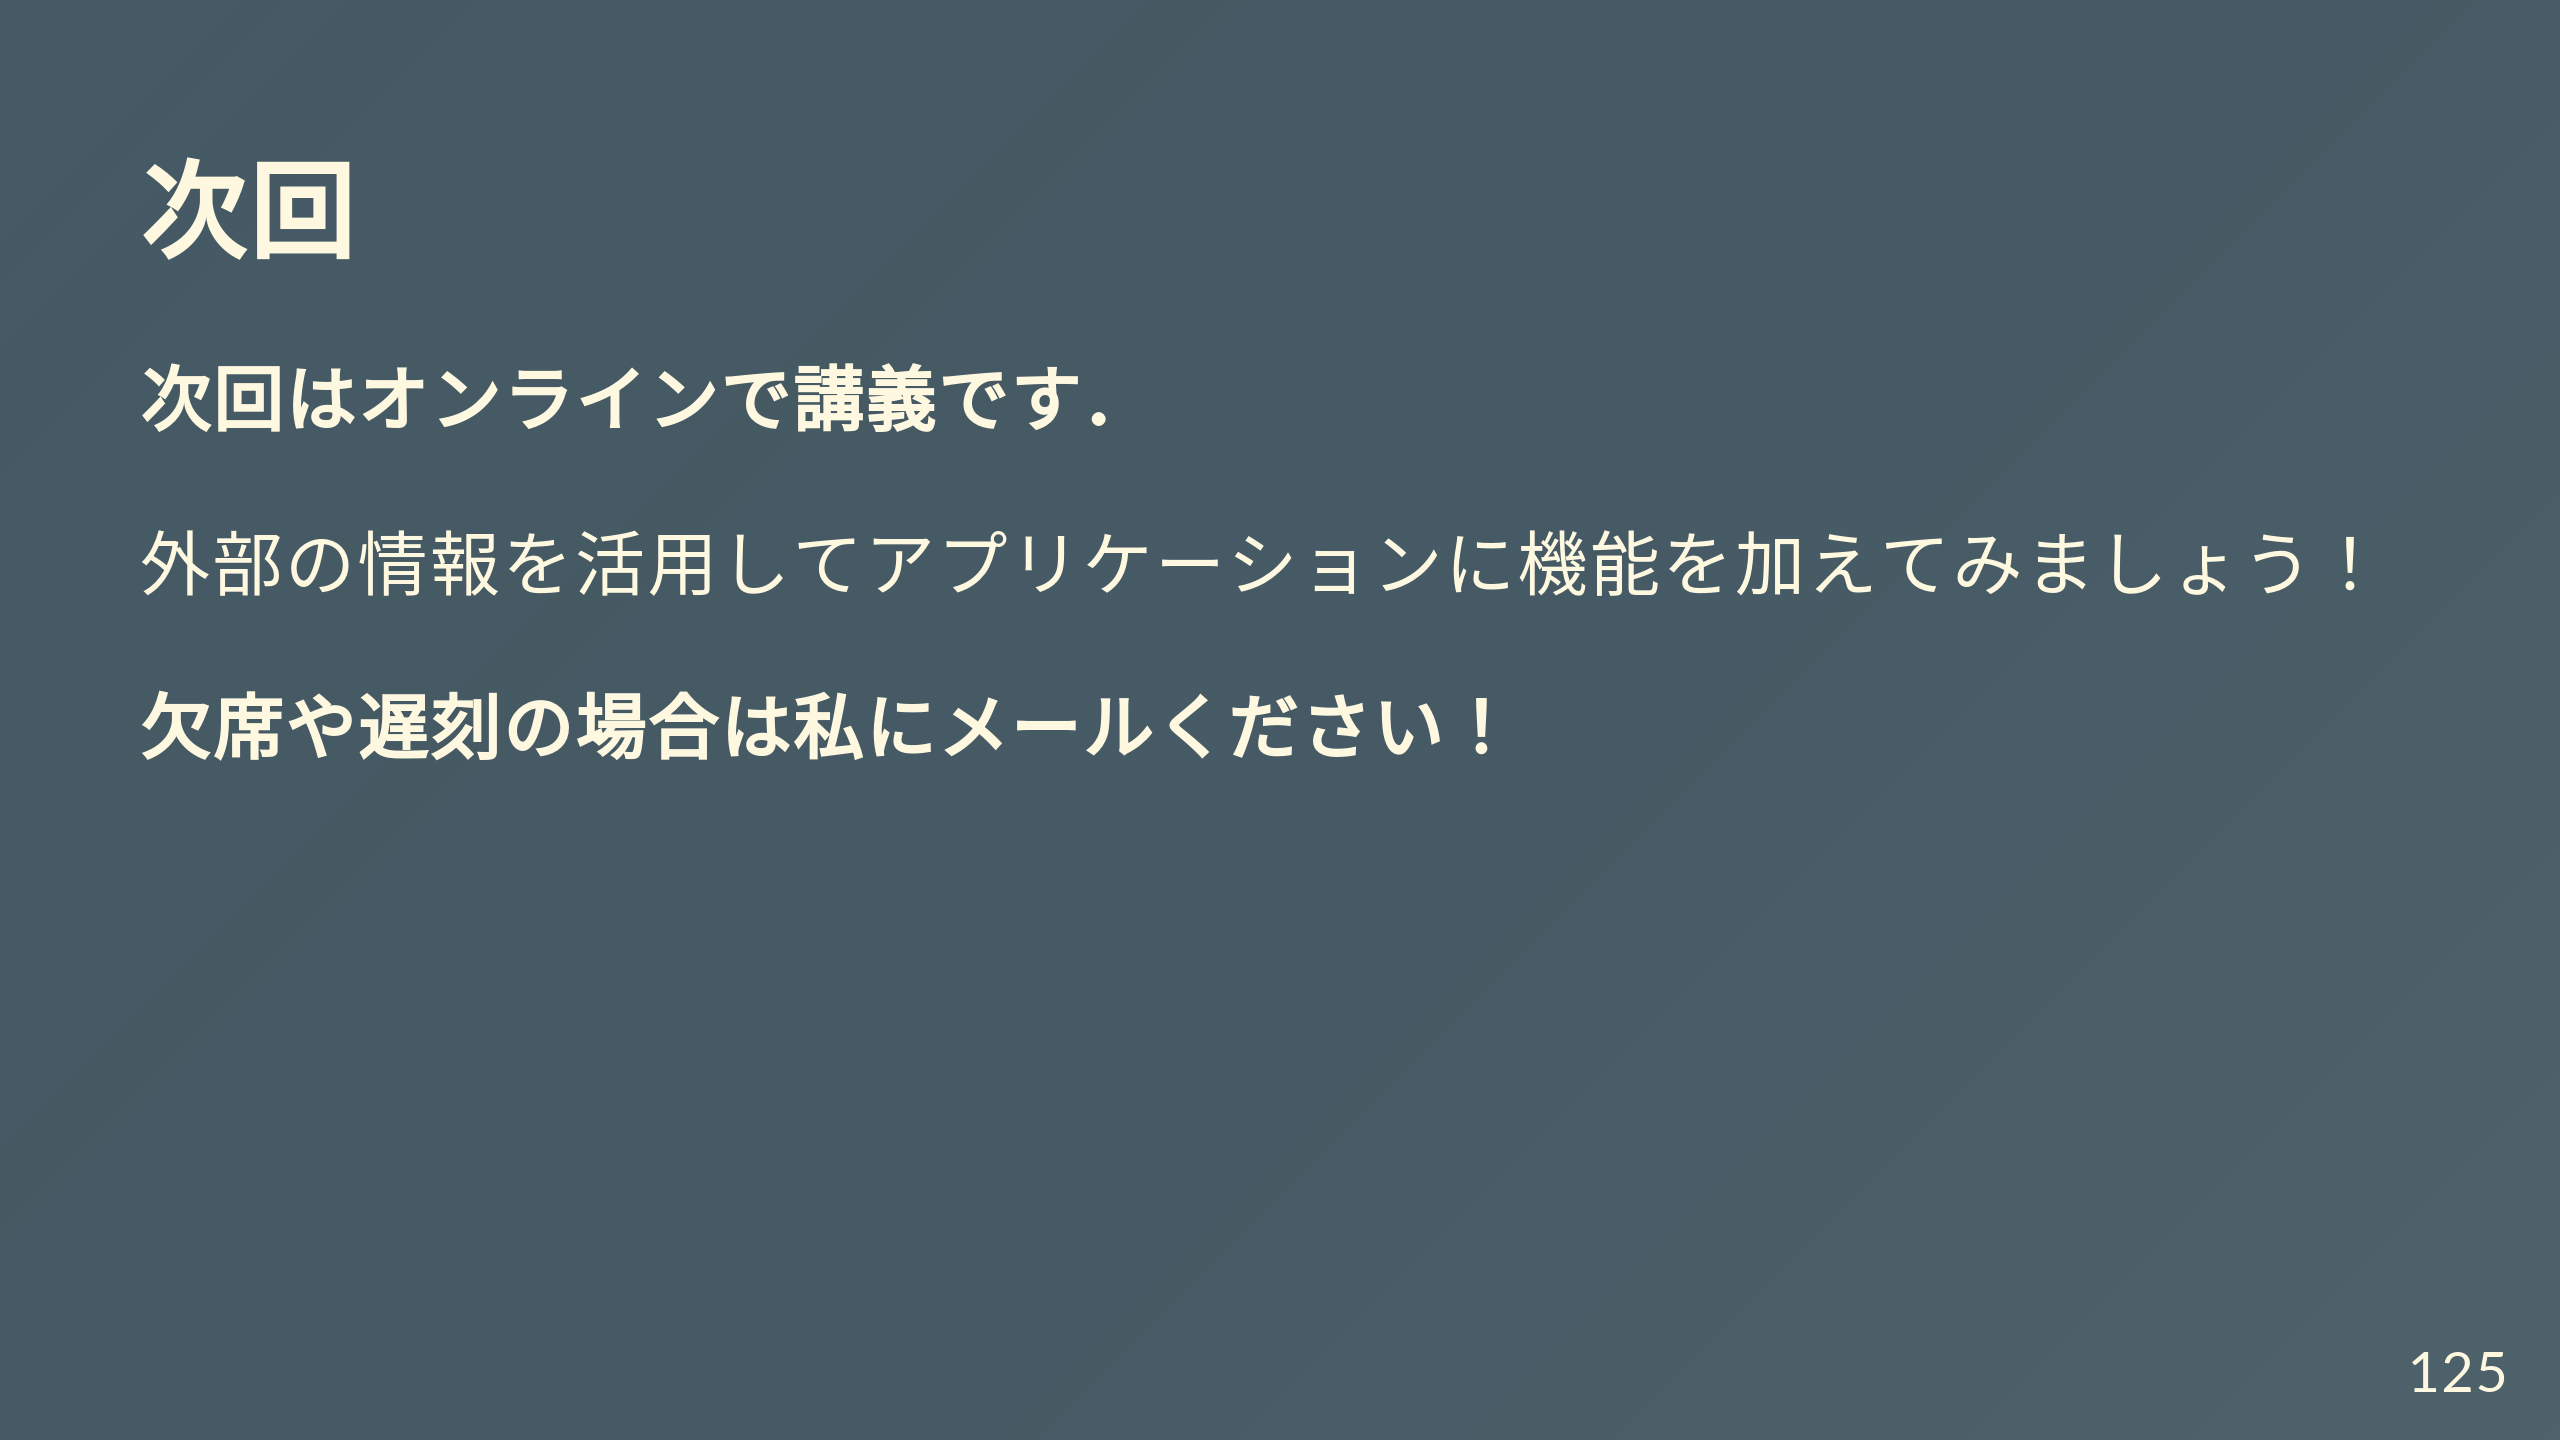 次回
次回はオンラインで講義です．
外部の情報を活用してアプリケーションに機能を加えてみましょう！
欠席や遅刻の場合は私にメールください！
125